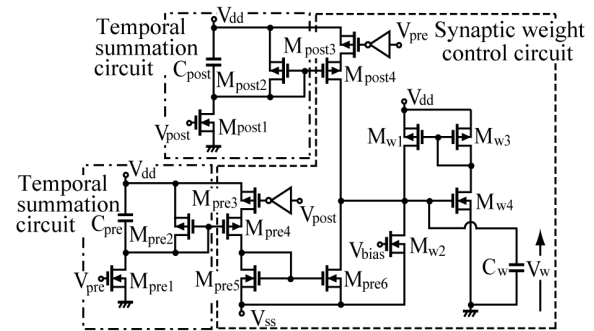 Temporal
summation
circuit
Vdd
Cpost
Mpost2
Mpost3
Vpre
Mpost4
Synaptic weight
control circuit
Vpost
Mpost1
Vdd
Mw1
Mw3
Temporal
summation
circuit
Vdd
Cpre
Mpre2
Mpre3
Vpost
Mpre4
Mw4
Vbias
Mw2
Vpre
Mpre1
Mpre5
Mpre6
Cw
Vw
Vss